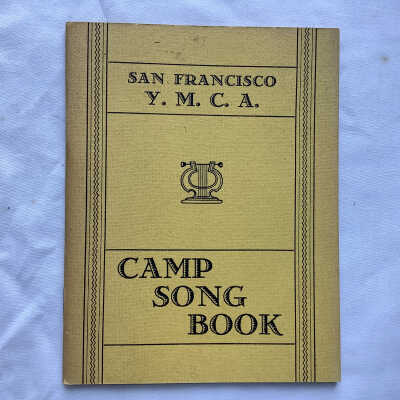 SAN FRANCISCO
Y. M. C. A.
CAMP
SONG
BOOK